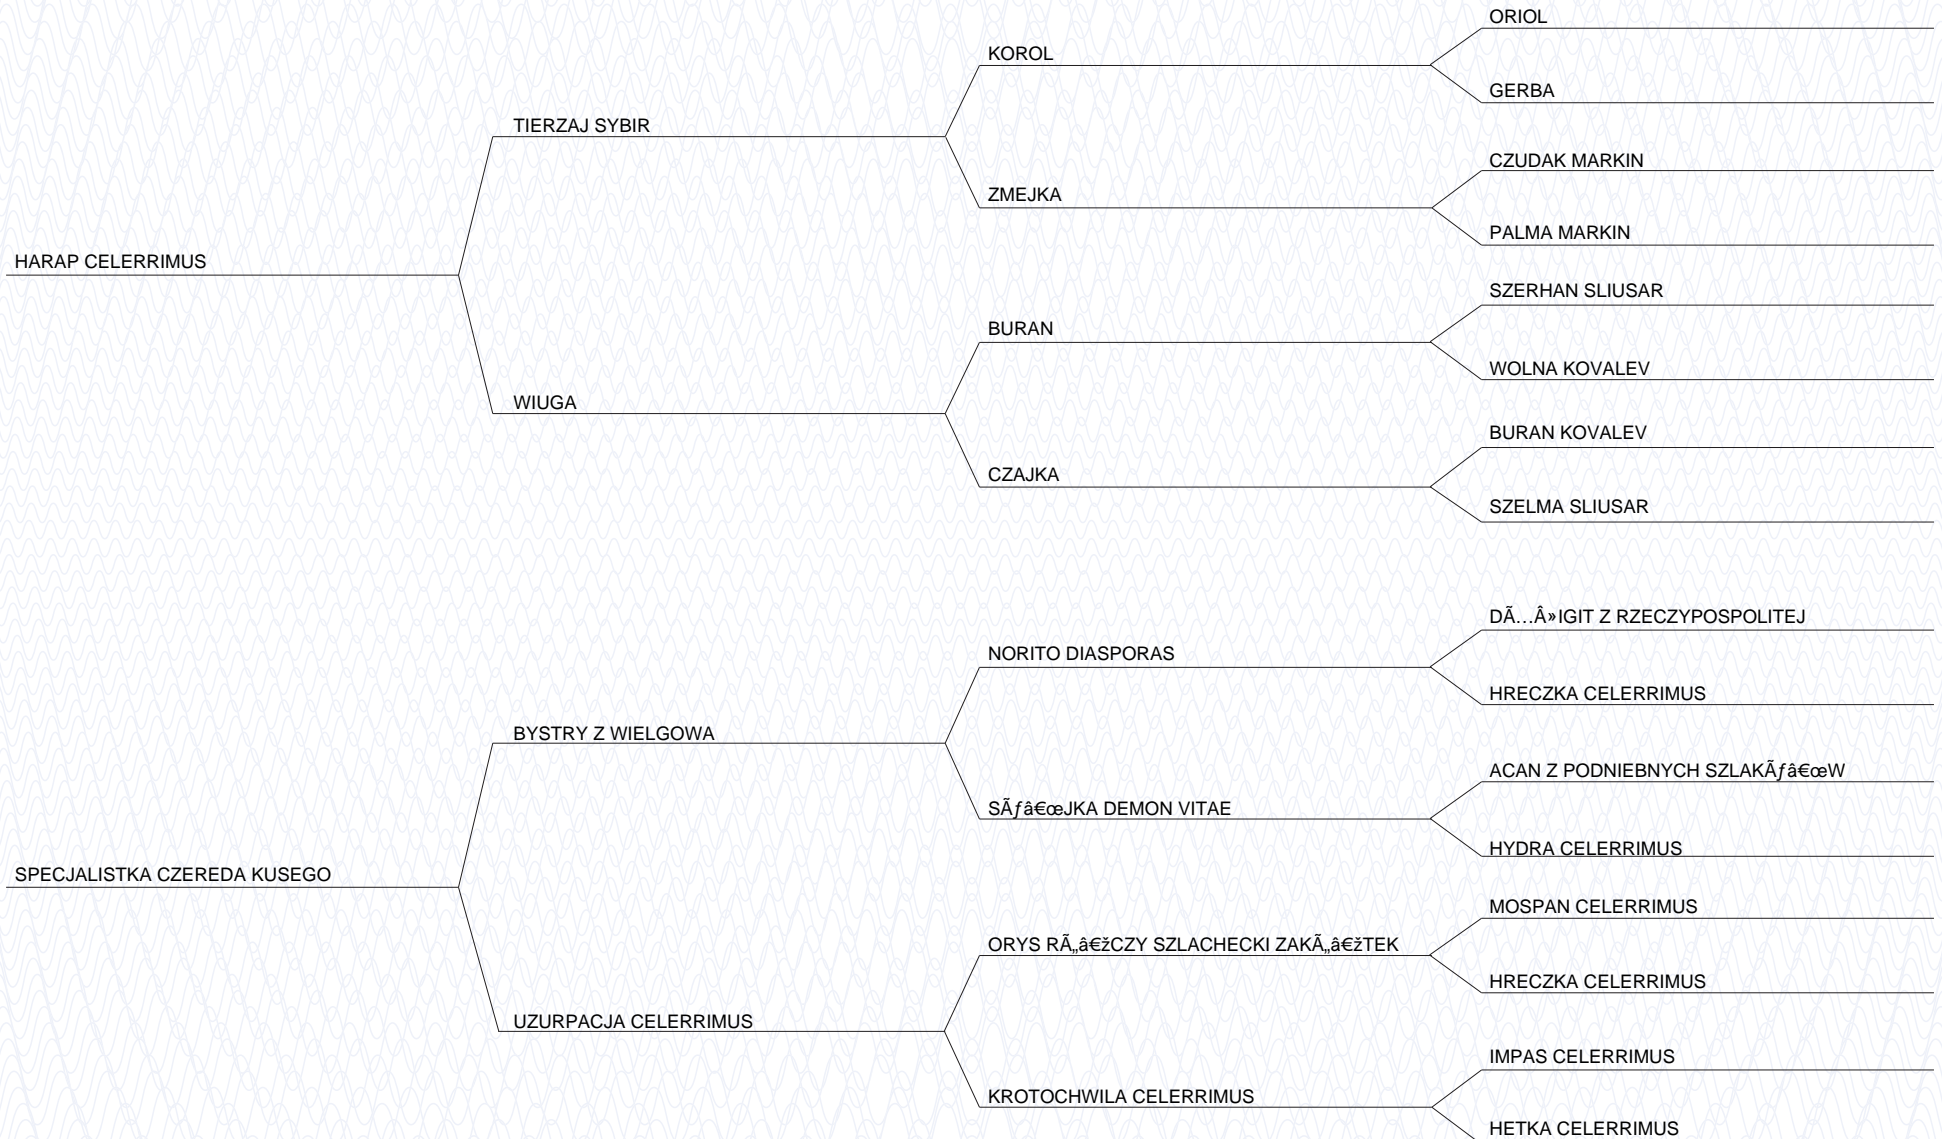 ORIOL
KOROL
GERBA
TIERZAJ SYBIR
CZUDAK MARKIN
ZMEJKA
PALMA MARKIN
HARAP CELERRIMUS
SZERHAN SLIUSAR
BURAN
WOLNA KOVALEV
WIUGA
BURAN KOVALEV
CZAJKA
SZELMA SLIUSAR
DÃ…Â»IGIT Z RZECZYPOSPOLITEJ
NORITO DIASPORAS
HRECZKA CELERRIMUS
BYSTRY Z WIELGOWA
ACAN Z PODNIEBNYCH SZLAKÃƒâ€œW
SÃƒâ€œJKA DEMON VITAE
HYDRA CELERRIMUS
SPECJALISTKA CZEREDA KUSEGO
MOSPAN CELERRIMUS
ORYS RÃ„â€žCZY SZLACHECKI ZAKÃ„â€žTEK
HRECZKA CELERRIMUS
UZURPACJA CELERRIMUS
IMPAS CELERRIMUS
KROTOCHWILA CELERRIMUS
HETKA CELERRIMUS